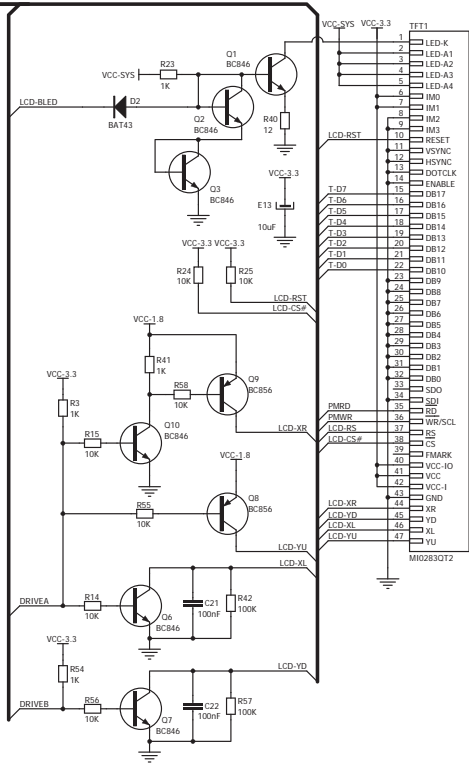 VCC-SYS VCC-3.3
TFT1
1 LED-K
2 LED-A1
3 LED-A2
4 LED-A3
5 LED-A4
6 IM0
7 IM1
8 IM2
9 IM3
10 RESET
11 VSYNC
12 HSYNC
13 DOTCLK
14 ENABLE
15 DB17
16 DB16
17 DB15
18 DB14
19 DB13
20 DB12
21 DB11
22 DB10
23 DB9
24 DB8
25 DB7
26 DB6
27 DB5
28 DB4
29 DB3
30 DB2
31 DB1
32 DB0
33 SDO
34 SDI
35 RD
36 WR/SCL
37 RS
38 CS
39 FMARK
40 VCC-IO
41 VCC
42 VCC-I
43 GND
44 XR
45 YD
46 XL
47 YU
MI0283QT2
LCD-RST
T-D7
T-D6
T-D5
T-D4
T-D3
T-D2
T-D1
T-D0
PMRD
PMWR
LCD-RS
LCD-CS#
LCD-XR
LCD-YD
LCD-XL
LCD-YU
Q1
BC846
R23
1K
VCC-SYS
LCD-BLED
D2
BAT43
Q2
BC846
R40
12
Q3
BC846
VCC-3.3
E13
10uF
VCC-3.3 VCC-3.3
R24
10K
R25
10K
LCD-RST
LCD-CS#
VCC-1.8
R41
1K
R58
10K
Q9
BC856
VCC-3.3
R3
1K
R15
10K
Q10
BC846
LCD-XR
VCC-1.8
R55
10K
Q8
BC856
LCD-YU
LCD-XL
DRIVEA
R14
10K
Q6
BC846
C21
100nF
R42
100K
VCC-3.3
R54
1K
LCD-YD
DRIVEB
R56
10K
Q7
BC846
C22
100nF
R57
100K